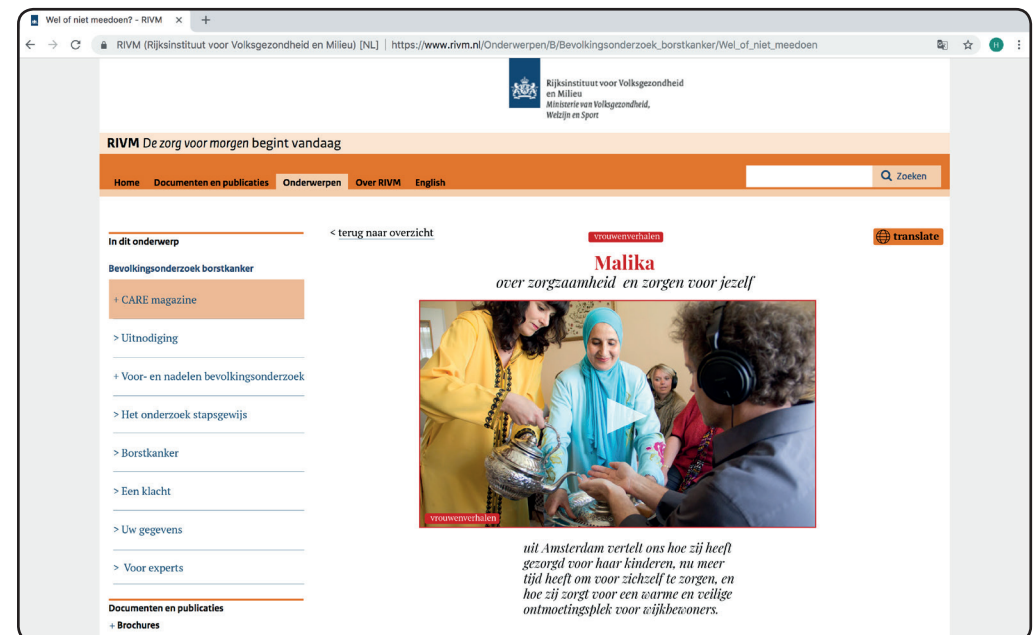 Wel of niet meedoen? - RIVM × +
RIVM (Rijksinstituut voor Volksgezondheid en Milieu) [NL] | https://www.rivm.nl/Onderwerpen/B/Bevolkingsonderzoek_borstkanker/Wel_of_niet_meedoen
H
Rijksinstituut voor Volksgezondheid
en Milieu
Ministerie van Volksgezondheid,
Welzijn en Sport
RIVM De zorg voor morgen begint vandaag
Home Documenten en publicaties Onderwerpen Over RIVM English
Zoeken
In dit onderwerp
Bevolkingsonderzoek borstkanker
+ CARE magazine
> Uitnodiging
+ Voor- en nadelen bevolkingsonderzoek
> Het onderzoek stapsgewijs
> Borstkanker
> Een klacht
> Uw gegevens
> Voor experts
Documenten en publicaties
+ Brochures
< terug naar overzicht
vrouwenverhalen
translate
Malika
over zorgzaamheid en zorgen voor jezelf
vrouwenverhalen
uit Amsterdam vertelt ons hoe zij heeft
gezorgd voor haar kinderen, nu meer
tijd heeft om voor zichzelf te zorgen, en
hoe zij zorgt voor een warme en veilige
ontmoetingsplek voor wijkbewoners.